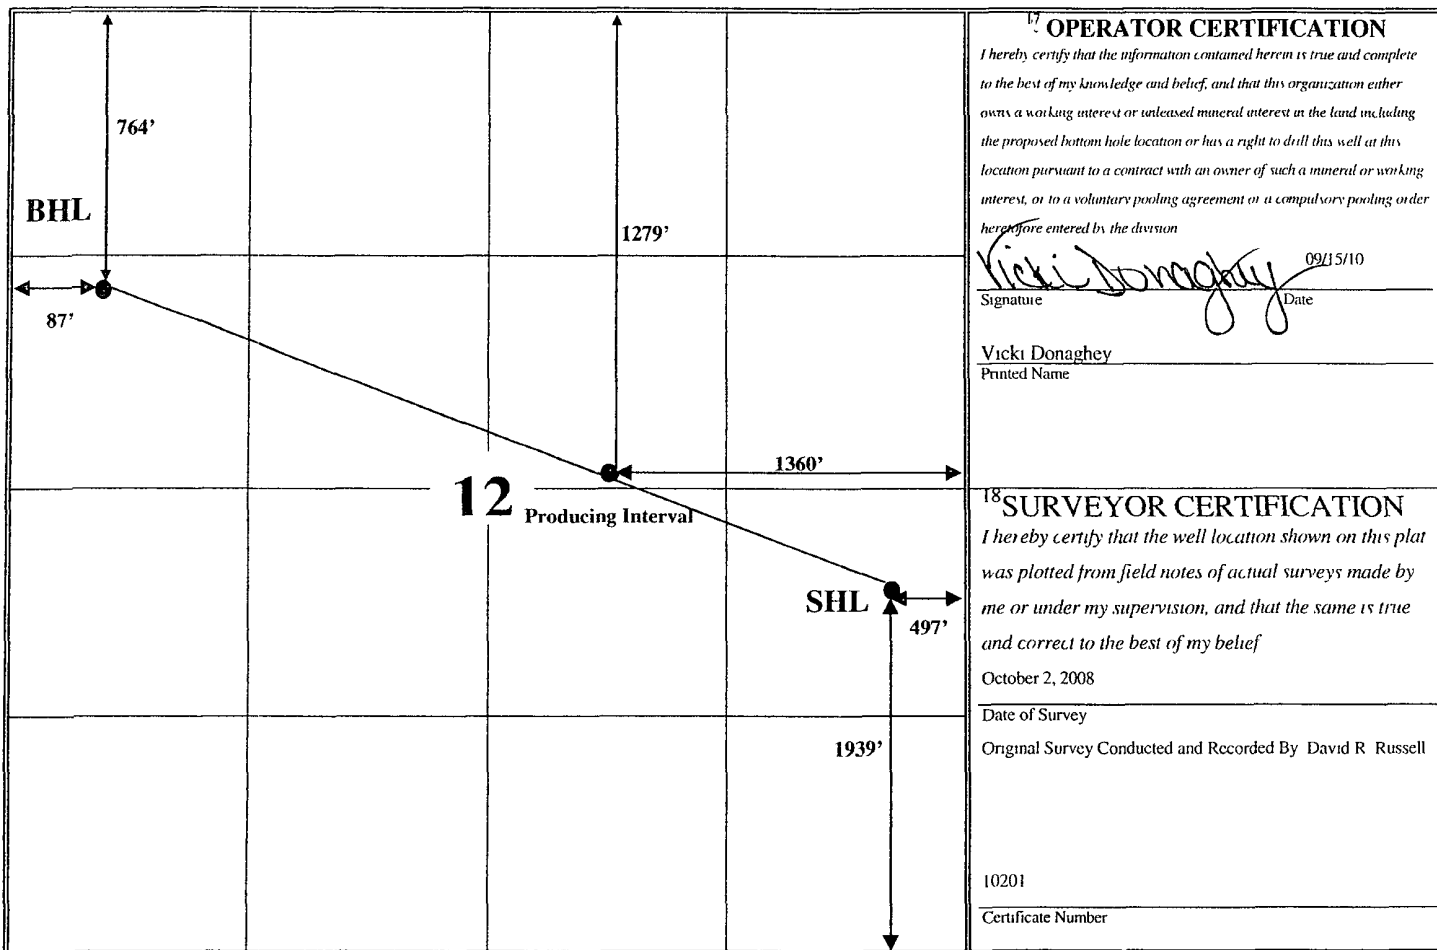 764'
BHL
1279'
87'
1360'
12
Producing Interval
SHL
497'
1939'
17 OPERATOR CERTIFICATION
I hereby certify that the information contained herein is true and complete
to the best of my knowledge and belief, and that this organization either
owns a working interest or unleased mineral interest in the land including
the proposed bottom hole location or has a right to drill this well at this
location pursuant to a contract with an owner of such a mineral or working
interest, or to a voluntary pooling agreement or a compulsory pooling order
heretofore entered by the division
Vicki Donaghey 09/15/10
Signature Date
Vicki Donaghey
Printed Name
18 SURVEYOR CERTIFICATION
I hereby certify that the well location shown on this plat
was plotted from field notes of actual surveys made by
me or under my supervision, and that the same is true
and correct to the best of my belief
October 2, 2008
Date of Survey
Original Survey Conducted and Recorded By David R Russell
10201
Certificate Number